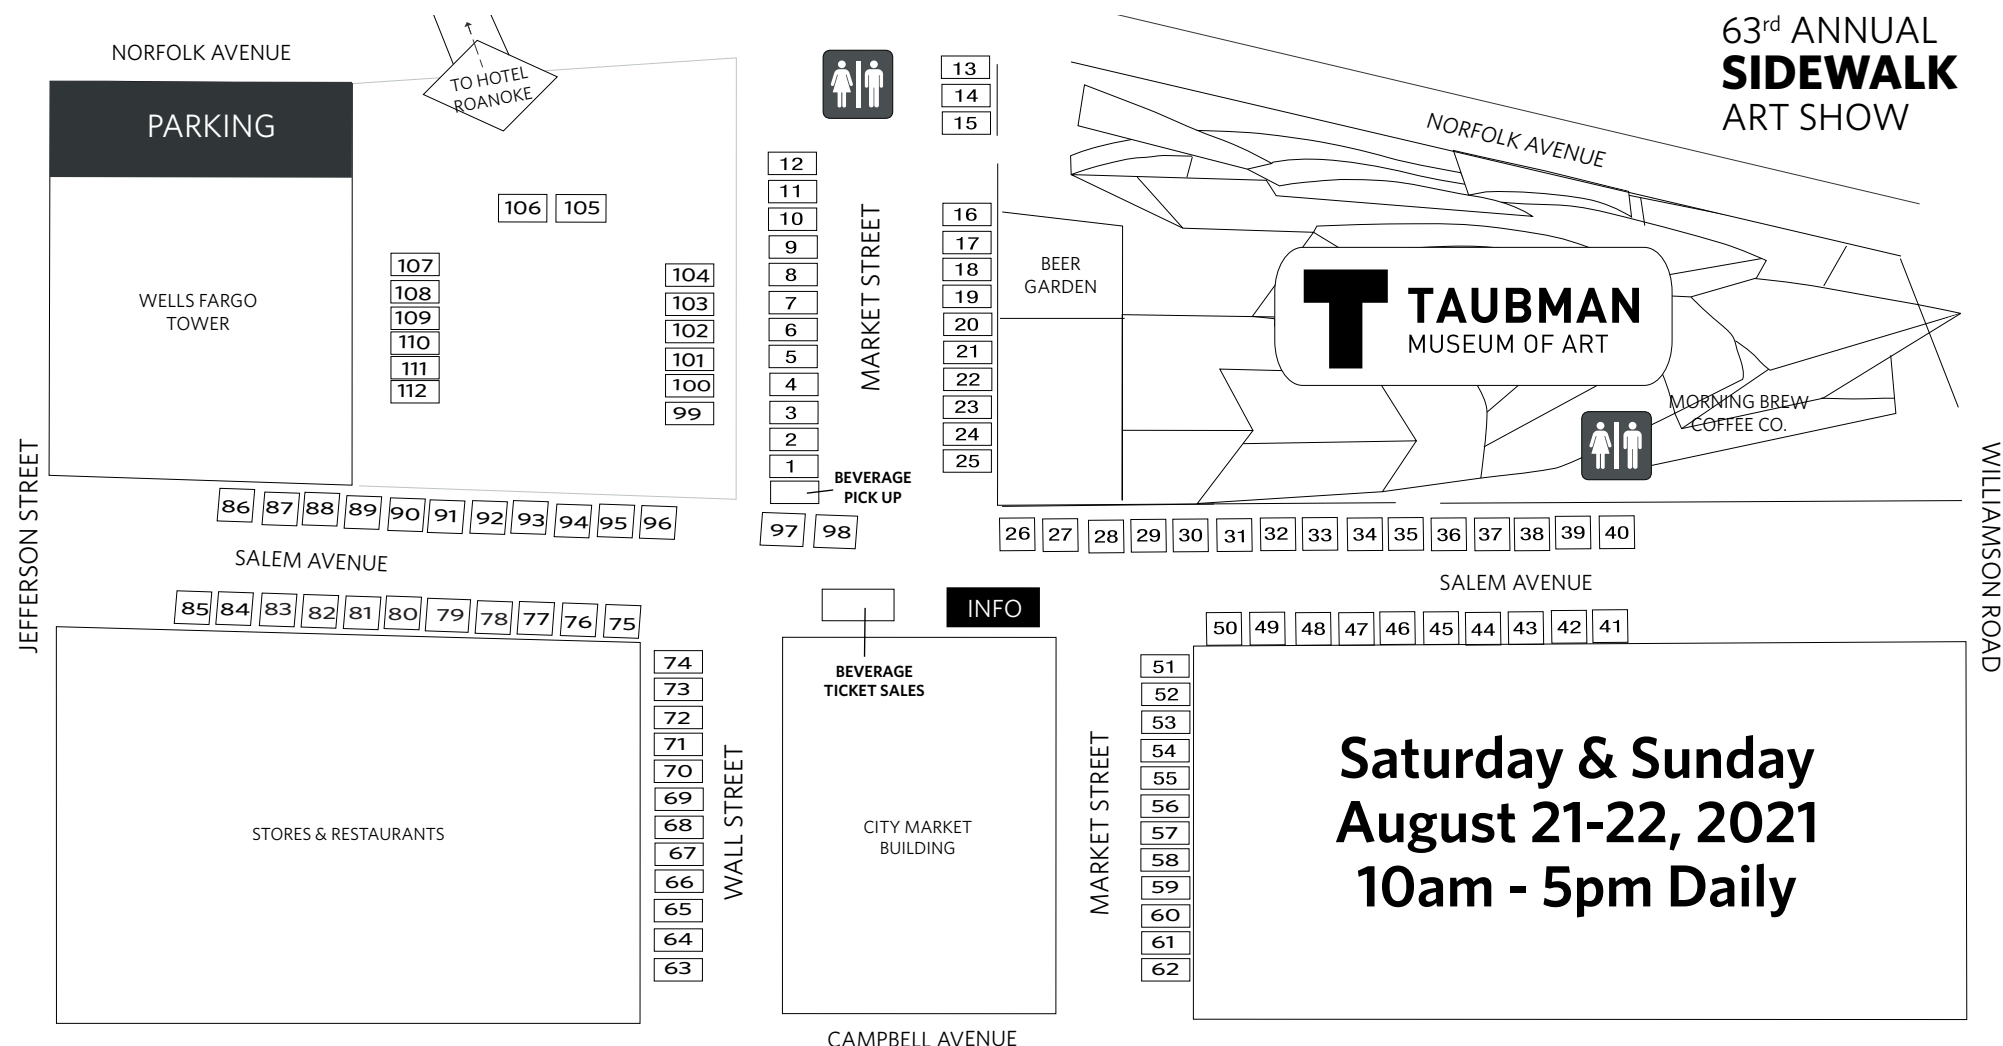 63rd ANNUAL
SIDEWALK
ART SHOW
NORFOLK AVENUE
PARKING
TO HOTEL
ROANOKE
WELLS FARGO
TOWER
106 105
107
108
109
110
111
112
104
103
102
101
100
99
12
11
10
9
8
7
6
5
4
3
2
1
BEVERAGE
PICK UP
MARKET STREET
13
14
15
16
17
18
19
20
21
22
23
24
25
BEER
GARDEN
NORFOLK AVENUE
T TAUBMAN
MUSEUM OF ART
MORNING BREW
COFFEE CO.
JEFFERSON STREET
WILLIAMSON ROAD
86 87 88 89 90 91 92 93 94 95 96
97 98
26 27 28 29 30 31 32 33 34 35 36 37 38 39 40
SALEM AVENUE
SALEM AVENUE
85 84 83 82 81 80 79 78 77 76 75
INFO
50 49 48 47 46 45 44 43 42 41
BEVERAGE
TICKET SALES
74
73
72
71
70
69
68
67
66
65
64
63
STORES & RESTAURANTS
WALL STREET
CITY MARKET
BUILDING
MARKET STREET
51
52
53
54
55
56
57
58
59
60
61
62
Saturday & Sunday
August 21-22, 2021
10am - 5pm Daily
CAMPBELL AVENUE